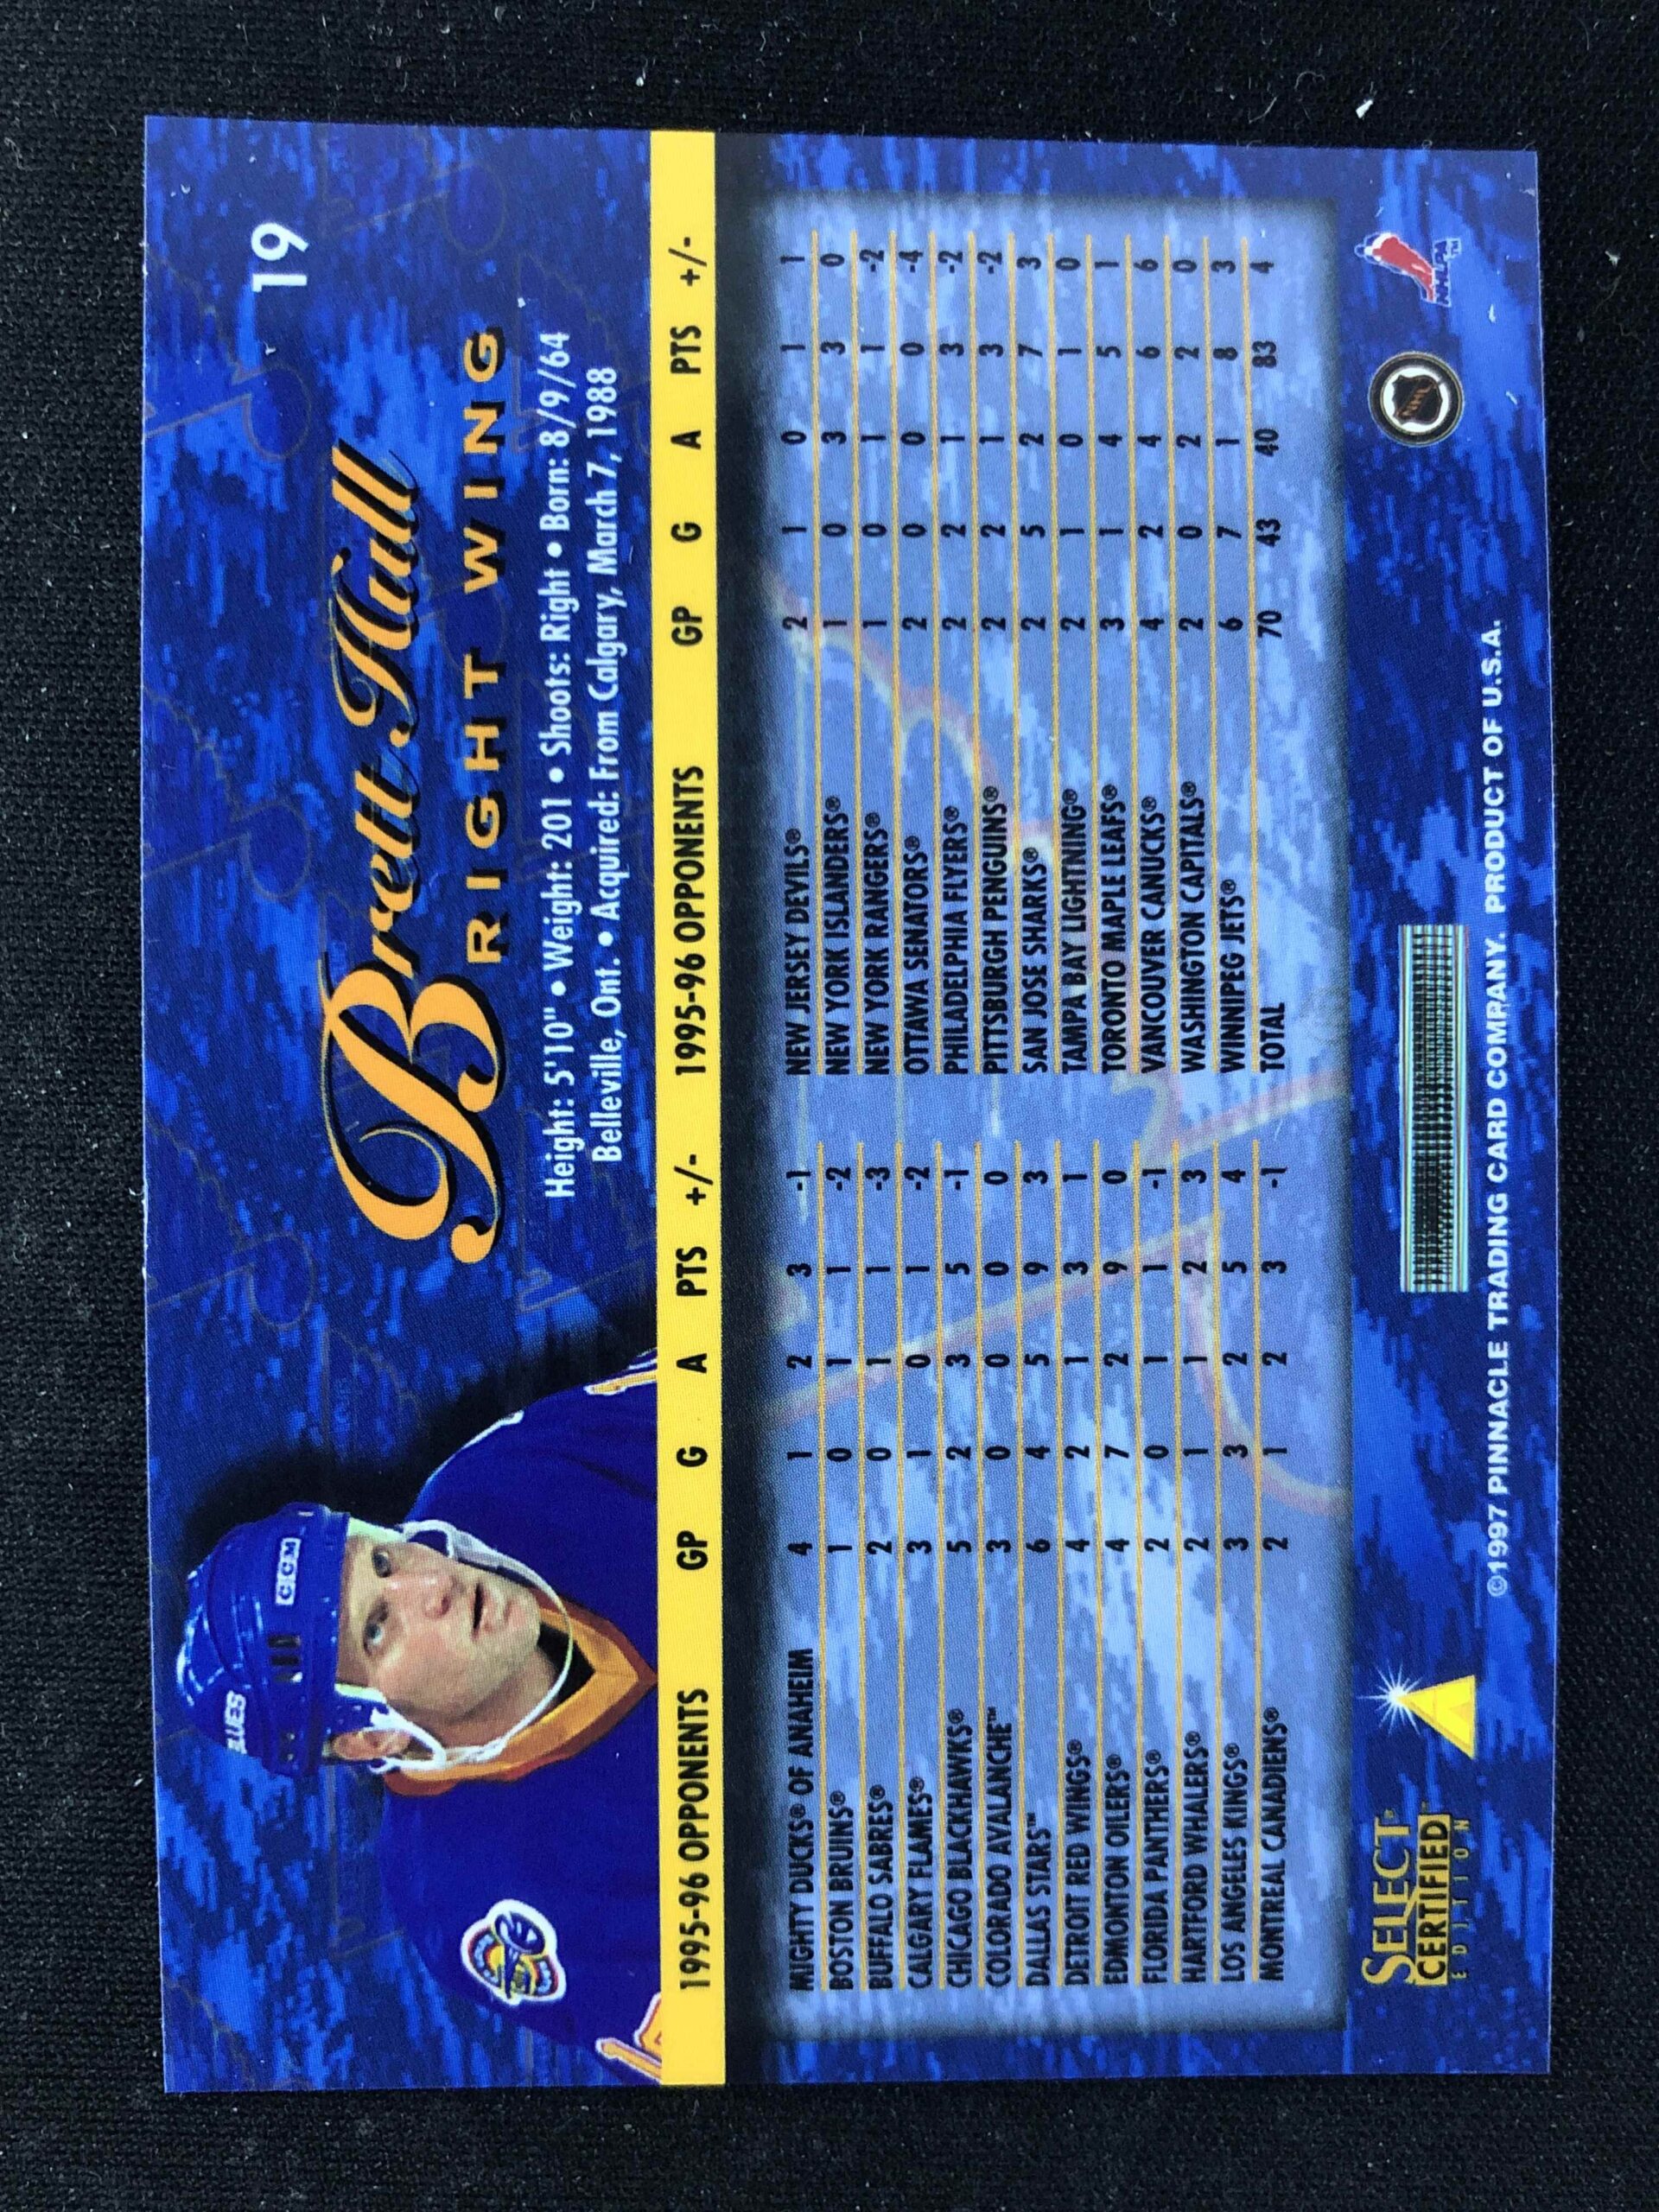 19
Brett Hull
RIGHT WING
Height: 5'10" • Weight: 201 • Shoots: Right • Born: 8/9/64
Belleville, Ont. • Acquired: From Calgary, March 7, 1988
BLUES
CCM
1995-96 OPPONENTS GP G A PTS +/- 1995-96 OPPONENTS GP G A PTS +/-
MIGHTY DUCKS® OF ANAHEIM 4 1 2 3 -1 NEW JERSEY DEVILS® 2 1 0 1 1
BOSTON BRUINS® 1 0 1 1 -2 NEW YORK ISLANDERS® 1 0 3 3 0
BUFFALO SABRES® 2 0 1 1 -3 NEW YORK RANGERS® 1 0 1 1 -2
CALGARY FLAMES® 3 1 0 1 -2 OTTAWA SENATORS® 2 0 0 0 -4
CHICAGO BLACKHAWKS® 5 2 3 5 -1 PHILADELPHIA FLYERS® 2 2 1 3 -2
COLORADO AVALANCHE™ 3 0 0 0 0 PITTSBURGH PENGUINS® 2 2 1 3 -2
DALLAS STARS™ 6 4 5 9 3 SAN JOSE SHARKS® 2 5 2 7 3
DETROIT RED WINGS® 4 2 1 3 1 TAMPA BAY LIGHTNING® 2 1 0 1 0
EDMONTON OILERS® 4 7 2 9 0 TORONTO MAPLE LEAFS® 3 1 4 5 1
FLORIDA PANTHERS® 2 0 1 1 -1 VANCOUVER CANUCKS® 4 2 4 6 6
HARTFORD WHALERS® 2 1 1 2 3 WASHINGTON CAPITALS® 2 0 2 2 0
LOS ANGELES KINGS® 3 3 2 5 4 WINNIPEG JETS® 6 7 1 8 3
MONTREAL CANADIENS® 2 1 2 3 -1 TOTAL 70 43 40 83 4
SELECT
CERTIFIED
EDITION
NHL
NHLPA™
©1997 PINNACLE TRADING CARD COMPANY. PRODUCT OF U.S.A.